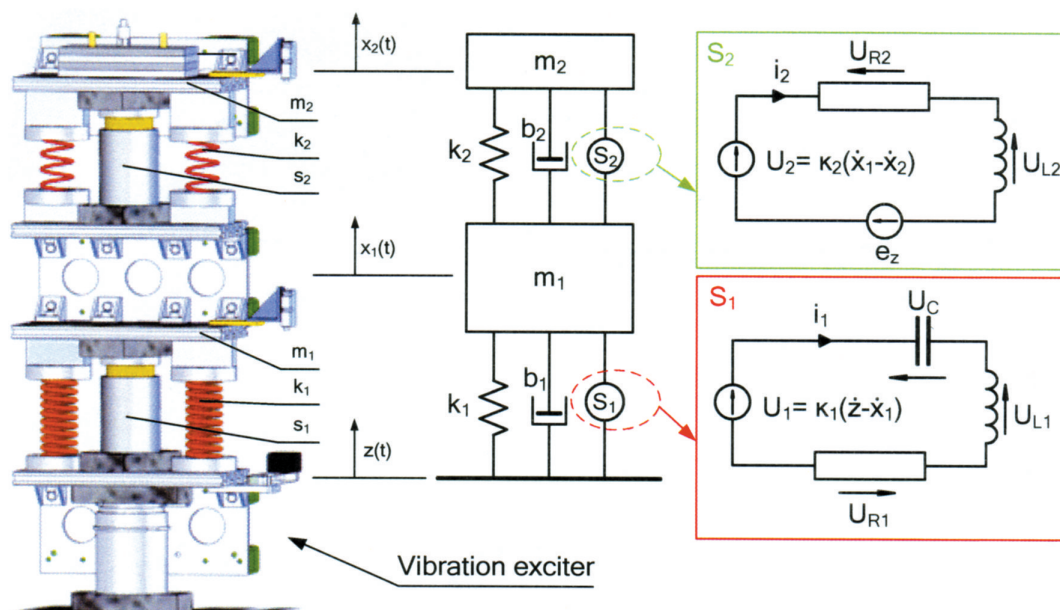 x₂(t)
m₂
k₂
s₂
x₁(t)
m₁
k₁
s₁
z(t)
Vibration exciter
m₂
k₂
b₂
S₂
m₁
k₁
b₁
S₁
S₂
U_R2
i₂
U₂= κ₂(ẋ₁-ẋ₂)
U_L2
e_z
S₁
U_C
i₁
U₁= κ₁(ż-ẋ₁)
U_L1
U_R1